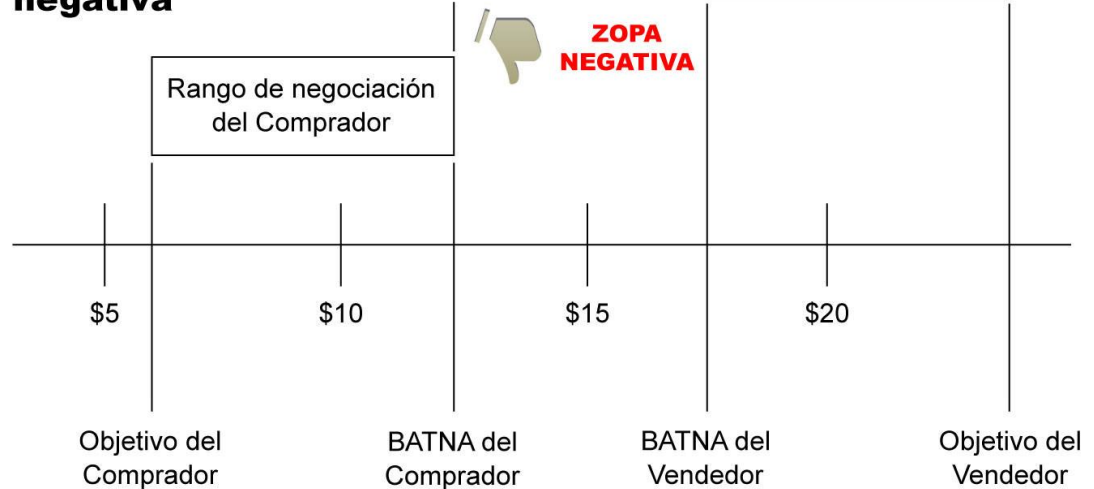 negativa
ZOPA
NEGATIVA
Rango de negociación
del Comprador
$5
$10
$15
$20
Objetivo del
Comprador
BATNA del
Comprador
BATNA del
Vendedor
Objetivo del
Vendedor